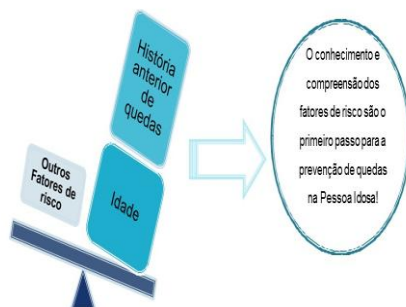 História
anterior
de
quedas
Outros
Fatores de
risco
Idade
O conhecimento e
compreensão dos
fatores de risco são o
primeiro passo para a
prevenção de quedas
na Pessoa Idosa!